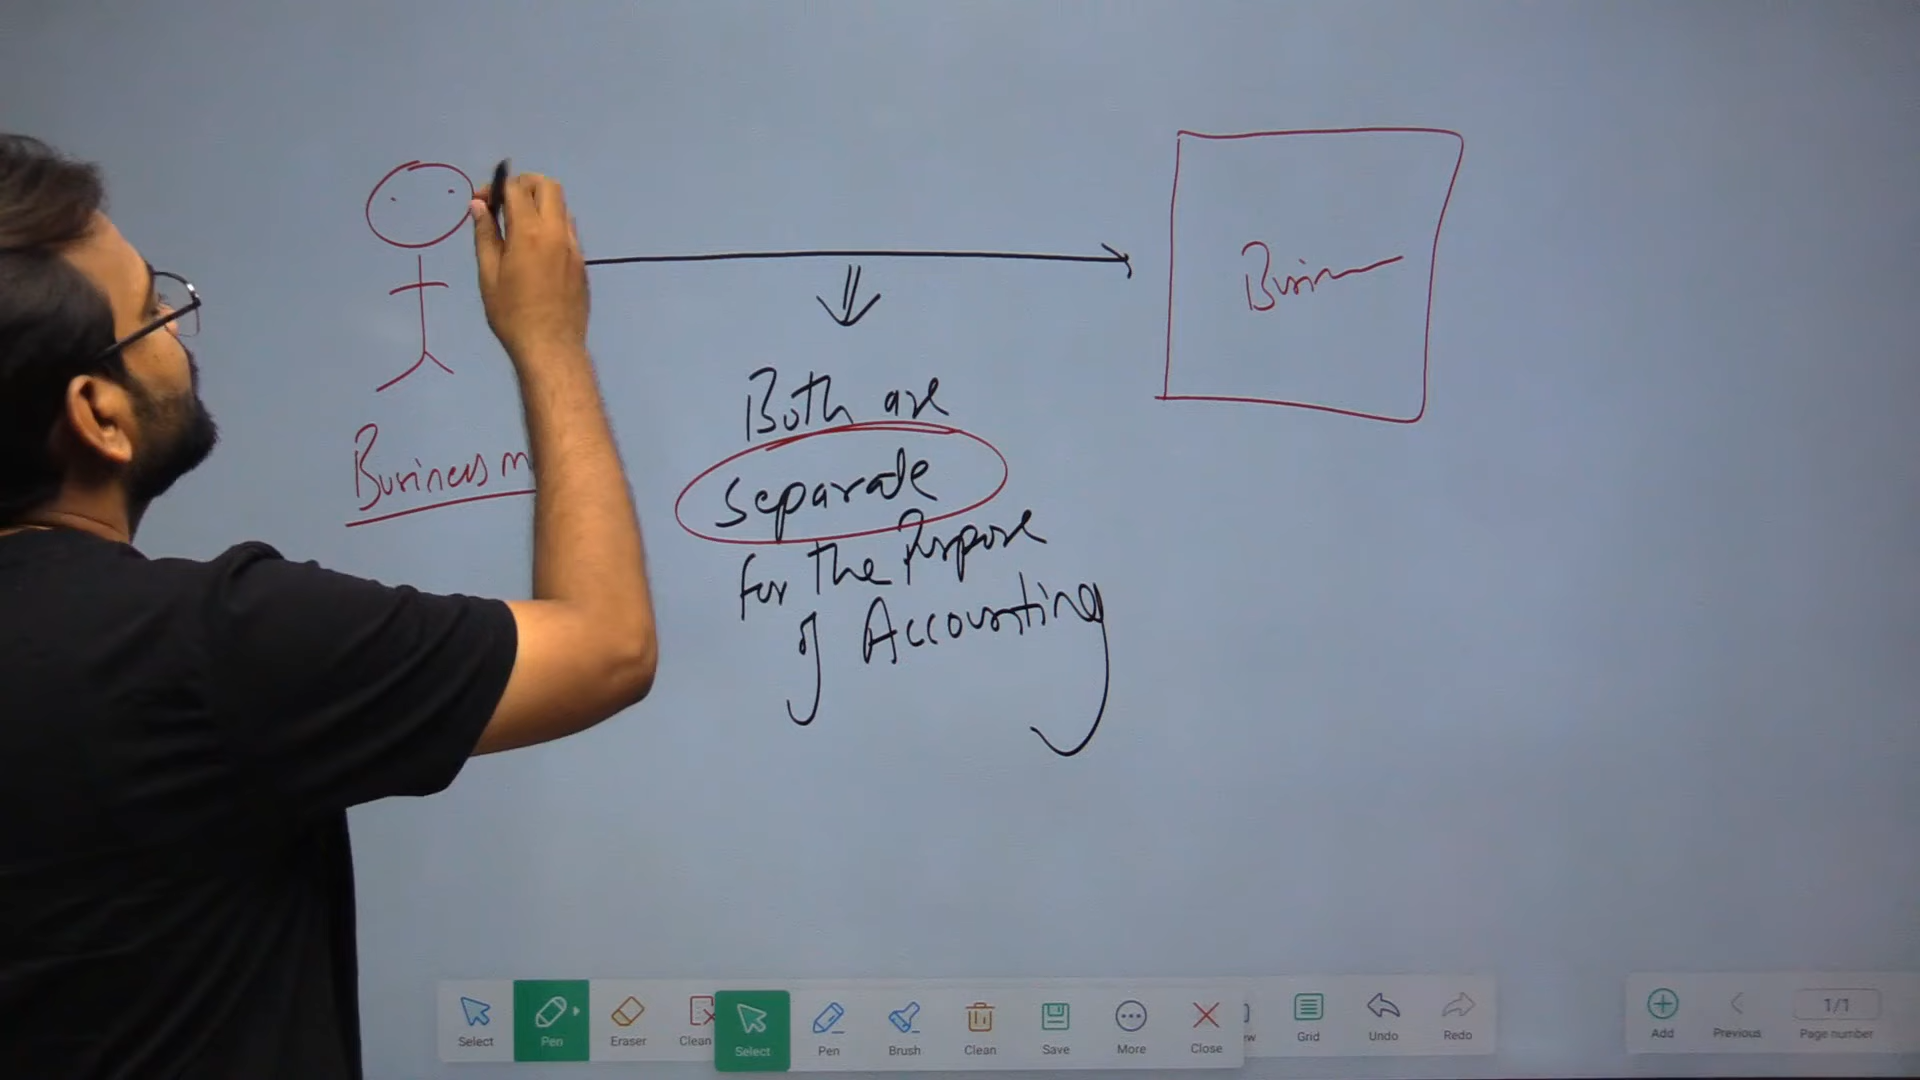 Business m
Both are
separate
for the Purpose
of Accounting
Select
Pen
Eraser
Clean
Select
Pen
Brush
Clean
Save
More
Close
Grid
Undo
Redo
Add
Previous
1/1
Page number